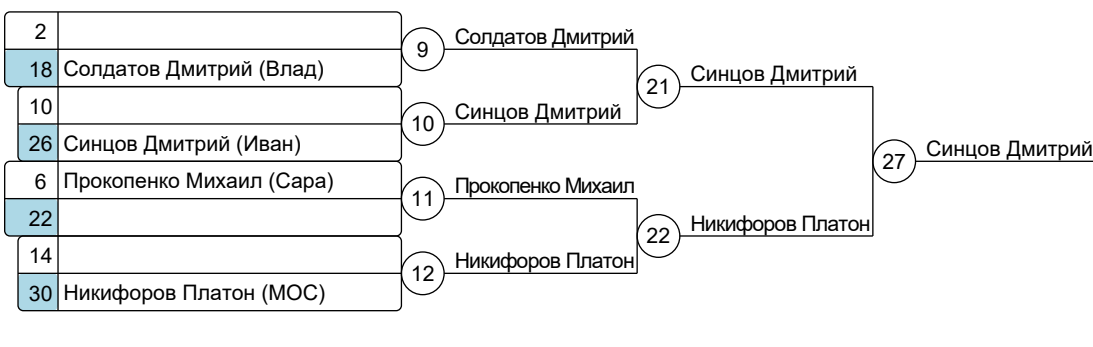 2
18 Солдатов Дмитрий (Влад)
10
26 Синцов Дмитрий (Иван)
6 Прокопенко Михаил (Сара)
22
14
30 Никифоров Платон (МОС)
9 Солдатов Дмитрий
10 Синцов Дмитрий
11 Прокопенко Михаил
12 Никифоров Платон
21 Синцов Дмитрий
22 Никифоров Платон
27 Синцов Дмитрий